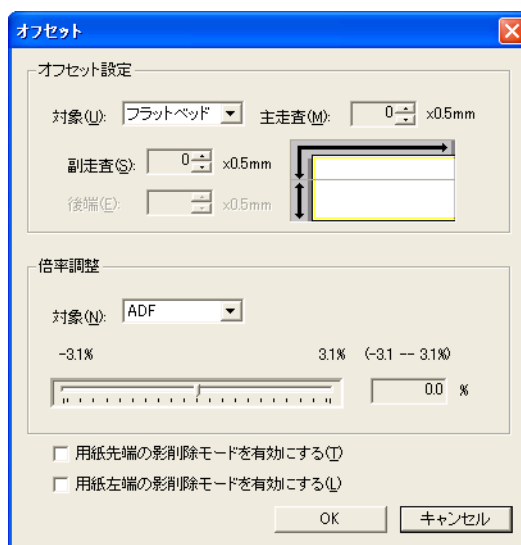 オフセット
オフセット設定
対象(U): フラットベッド 主走査(M): 0 x0.5mm
副走査(S): 0 x0.5mm
後端(E): x0.5mm
倍率調整
対象(N): ADF
-3.1% 3.1% (-3.1 -- 3.1%)
0.0 %
用紙先端の影削除モードを有効にする(T)
用紙左端の影削除モードを有効にする(L)
OK キャンセル